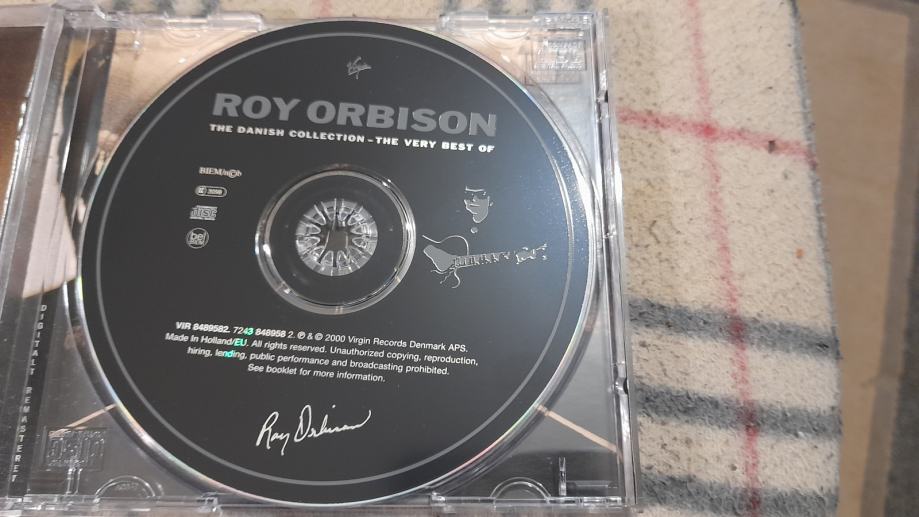 Virgin
ROY ORBISON
THE DANISH COLLECTION – THE VERY BEST OF
BIEM/n©b
DIGITALT REMASTERET
VIR 8489582. 7243 848958 2. ℗ & © 2000 Virgin Records Denmark APS.
Made In Holland/EU. All rights reserved. Unauthorized copying, reproduction,
hiring, lending, public performance and broadcasting prohibited.
See booklet for more information.
Roy Orbison